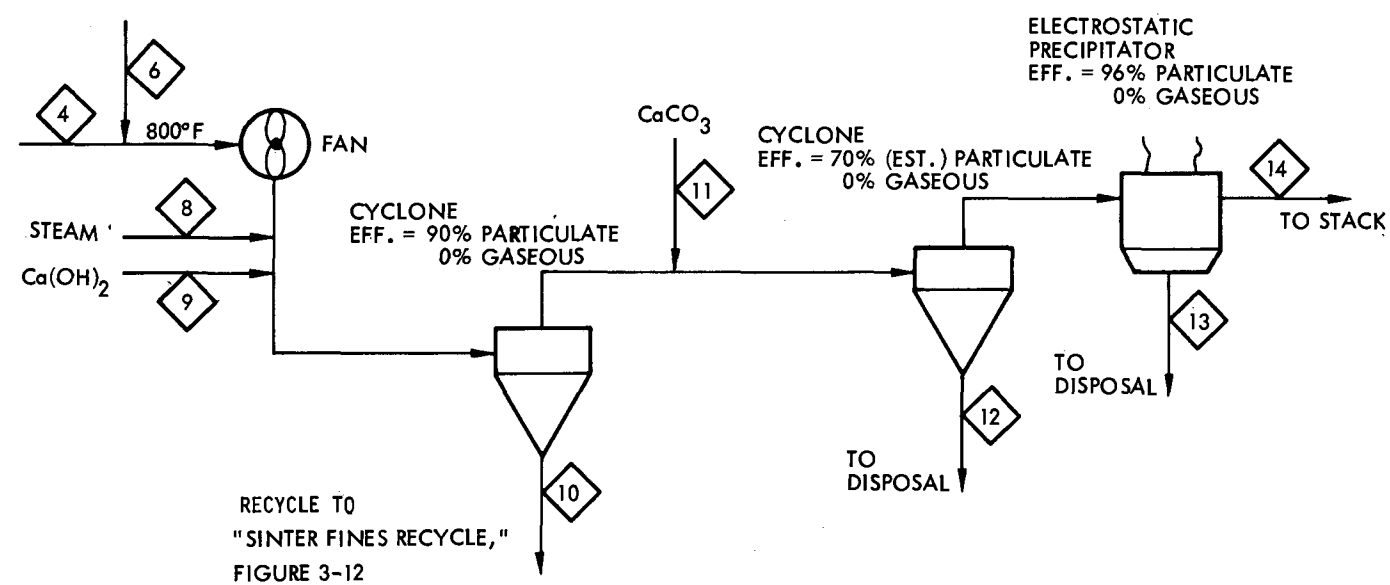 ELECTROSTATIC
PRECIPITATOR
EFF. = 96% PARTICULATE
0% GASEOUS
6
4
800°F
FAN
CaCO3
CYCLONE
EFF. = 70% (EST.) PARTICULATE
0% GASEOUS
11
14
TO STACK
8
STEAM
CYCLONE
EFF. = 90% PARTICULATE
0% GASEOUS
Ca(OH)2
9
13
TO
DISPOSAL
12
TO
DISPOSAL
10
RECYCLE TO
"SINTER FINES RECYCLE,"
FIGURE 3-12